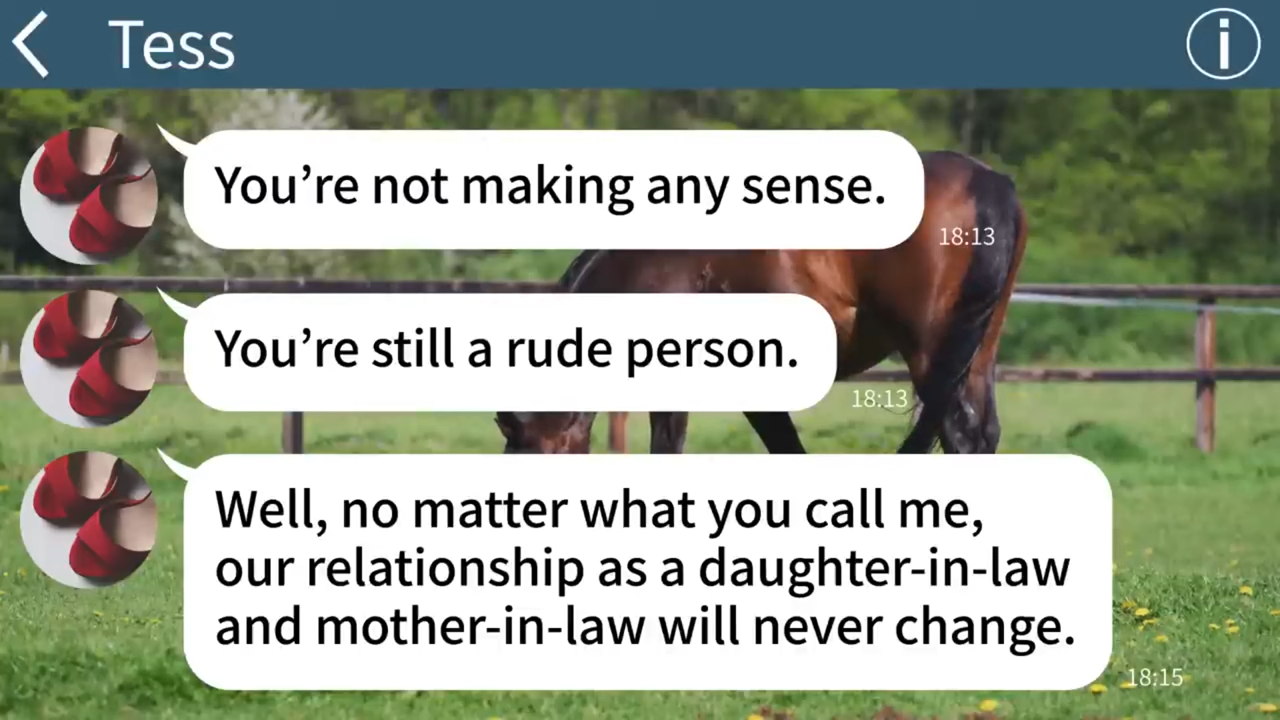 Tess
You’re not making any sense.
18:13
You’re still a rude person.
18:13
Well, no matter what you call me,
our relationship as a daughter-in-law
and mother-in-law will never change.
18:15